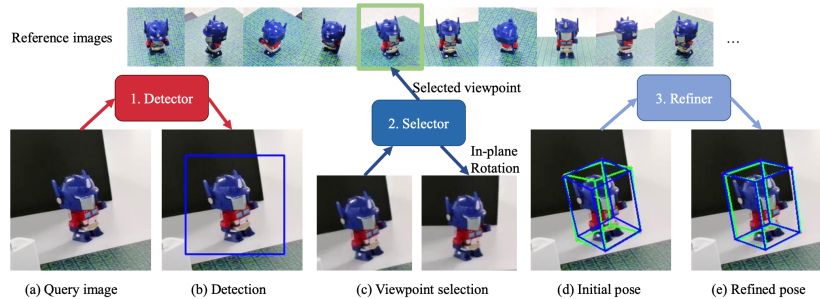 Reference images
...
1. Detector
Selected viewpoint
3. Refiner
2. Selector
In-plane
Rotation
(a) Query image
(b) Detection
(c) Viewpoint selection
(d) Initial pose
(e) Refined pose